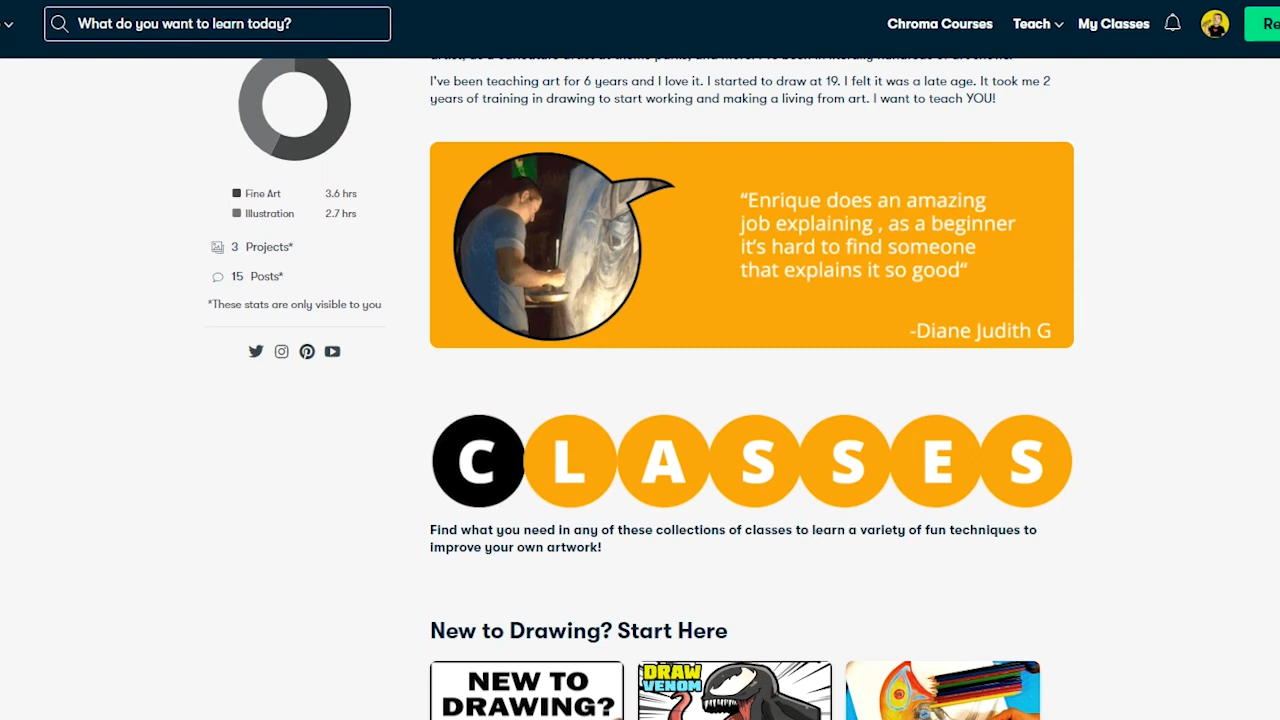 What do you want to learn today?
Chroma Courses
Teach
My Classes
Re
I've been teaching art for 6 years and I love it. I started to draw at 19. I felt it was a late age. It took me 2
years of training in drawing to start working and making a living from art. I want to teach YOU!
Fine Art 3.6 hrs
Illustration 2.7 hrs
3 Projects*
15 Posts*
*These stats are only visible to you
“Enrique does an amazing
job explaining , as a beginner
it’s hard to find someone
that explains it so good“
-Diane Judith G
CLASSES
Find what you need in any of these collections of classes to learn a variety of fun techniques to
improve your own artwork!
New to Drawing? Start Here
NEW TO
DRAWING?
DRAW
VENOM